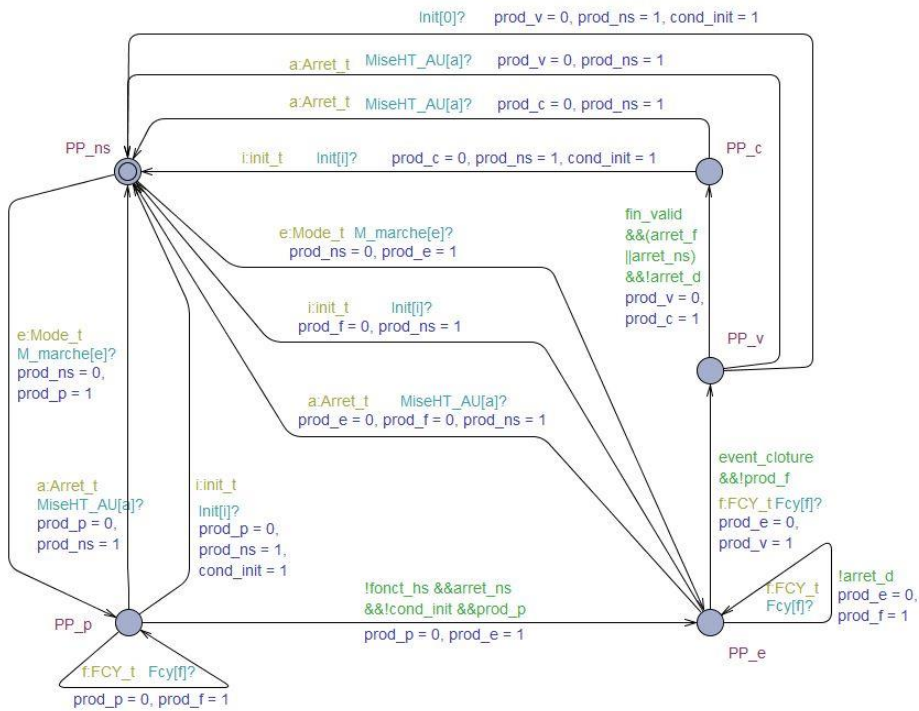 Init[0]? prod_v = 0, prod_ns = 1, cond_init = 1
a:Arret_t MiseHT_AU[a]? prod_v = 0, prod_ns = 1
a:Arret_t MiseHT_AU[a]? prod_c = 0, prod_ns = 1
PP_ns
PP_c
i:init_t Init[i]? prod_c = 0, prod_ns = 1, cond_init = 1
fin_valid
&&(arret_f
||arret_ns)
&&!arret_d
prod_v = 0,
prod_c = 1
e:Mode_t M_marche[e]?
prod_ns = 0, prod_e = 1
i:init_t Init[i]?
prod_f = 0, prod_ns = 1
PP_v
e:Mode_t
M_marche[e]?
prod_ns = 0,
prod_p = 1
a:Arret_t MiseHT_AU[a]?
prod_e = 0, prod_f = 0, prod_ns = 1
event_cloture
&&!prod_f
f:FCY_t Fcy[f]?
prod_e = 0,
prod_v = 1
a:Arret_t
MiseHT_AU[a]?
prod_p = 0,
prod_ns = 1
i:init_t
Init[i]?
prod_p = 0,
prod_ns = 1,
cond_init = 1
!fonct_hs &&arret_ns
&&!cond_init &&prod_p
prod_p = 0, prod_e = 1
f:FCY_t
Fcy[f]?
!arret_d
prod_e = 0,
prod_f = 1
PP_p
PP_e
f:FCY_t Fcy[f]?
prod_p = 0, prod_f = 1